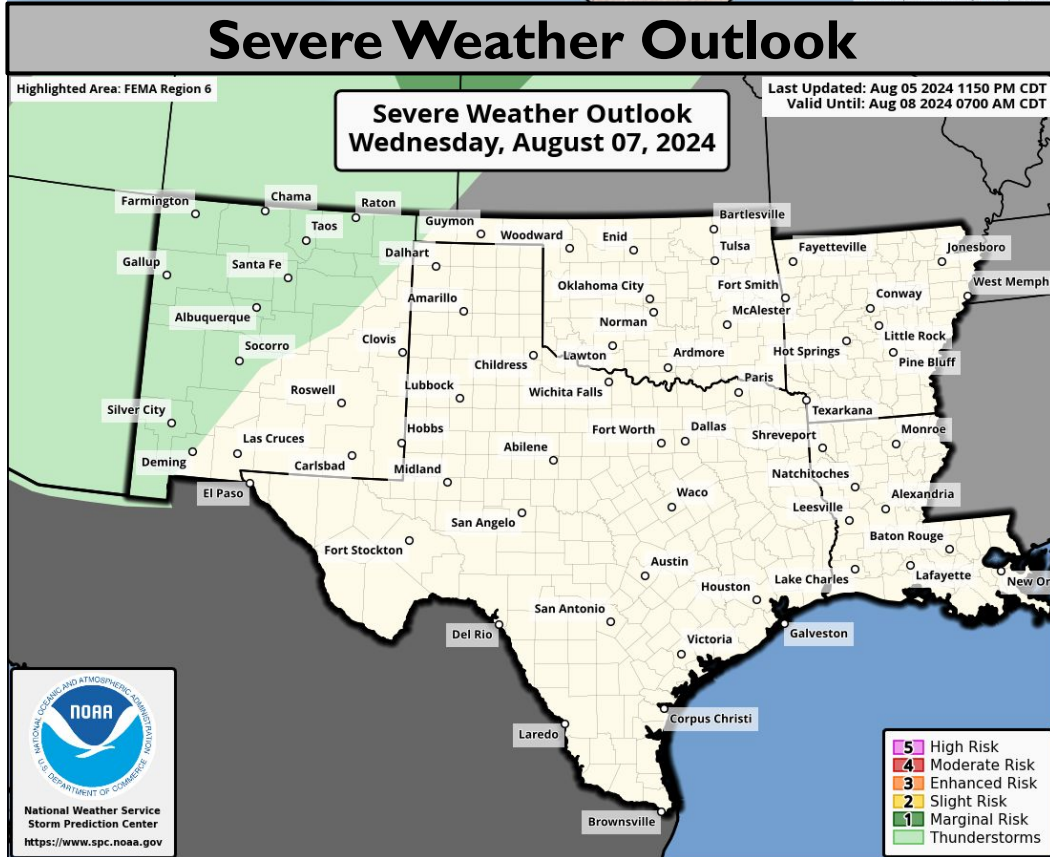 Severe Weather Outlook
Highlighted Area: FEMA Region 6
Last Updated: Aug 05 2024 1150 PM CDT
Valid Until: Aug 08 2024 0700 AM CDT
Severe Weather Outlook
Wednesday, August 07, 2024
Farmington
Chama
Raton
Taos
Gallup
Santa Fe
Albuquerque
Socorro
Clovis
Roswell
Silver City
Las Cruces
Hobbs
Deming
Carlsbad
Guymon
Woodward
Enid
Bartlesville
Tulsa
Dalhart
Oklahoma City
Norman
McAlester
Lawton
Ardmore
Fayetteville
Jonesboro
West Memph
Fort Smith
Conway
Little Rock
Hot Springs
Pine Bluff
Texarkana
Amarillo
Childress
Lubbock
Wichita Falls
Paris
Fort Worth
Dallas
Abilene
Midland
El Paso
Waco
San Angelo
Fort Stockton
Austin
Houston
San Antonio
Del Rio
Victoria
Galveston
Corpus Christi
Laredo
Brownsville
Shreveport
Monroe
Natchitoches
Alexandria
Leesville
Baton Rouge
Lake Charles
Lafayette
New Or
NATIONAL OCEANIC AND ATMOSPHERIC ADMINISTRATION
NOAA
U.S. DEPARTMENT OF COMMERCE
National Weather Service
Storm Prediction Center
https://www.spc.noaa.gov
5 High Risk
4 Moderate Risk
3 Enhanced Risk
2 Slight Risk
1 Marginal Risk
Thunderstorms